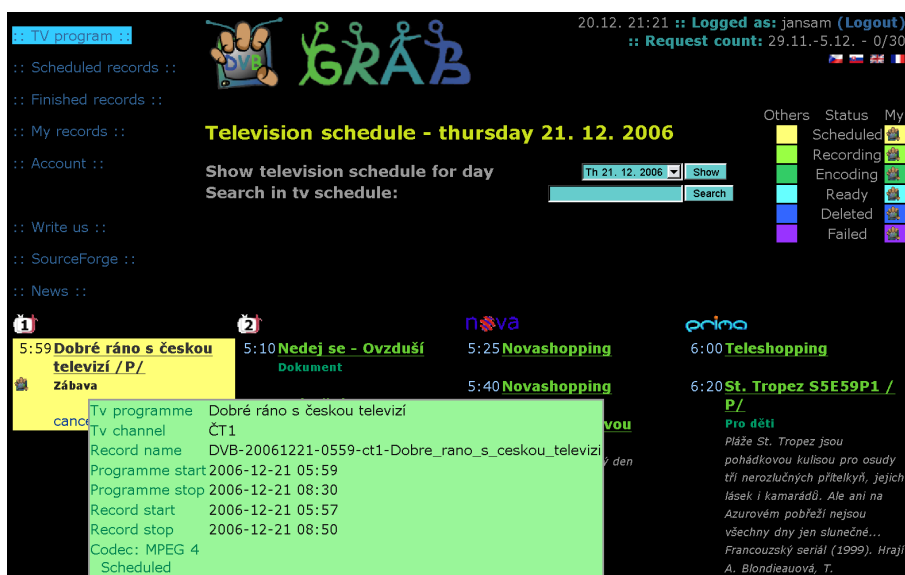 :: TV program ::
:: Scheduled records ::
:: Finished records ::
:: My records ::
:: Account ::
:: Write us ::
:: SourceForge ::
:: News ::
DVB
GRAB
20.12. 21:21 :: Logged as: jansam (Logout)
:: Request count: 29.11.-5.12. - 0/30
Television schedule - thursday 21. 12. 2006
Show television schedule for day Th 21. 12. 2006 Show
Search in tv schedule: Search
Others Status My
Scheduled
Recording
Encoding
Ready
Deleted
Failed
1
5:59 Dobré ráno s českou
televizí /P/
Zábava
2
5:10 Nedej se - Ovzduší
Dokument
nova
5:25 Novashopping
5:40 Novashopping
ý den
prima
6:00 Teleshopping
6:20 St. Tropez S5E59P1 /
P/
Pro děti
Pláže St. Tropez jsou
pohádkovou kulisou pro osudy
tří nerozlučných přítelkyň, jejich
lásek i kamarádů. Ale ani na
Azurovém pobřeží nejsou
všechny dny jen slunečné...
Francouzský seriál (1999). Hrají
A. Blondieauová, T.
Tv programme Dobré ráno s českou televizí
Tv channel ČT1
Record name DVB-20061221-0559-ct1-Dobre_rano_s_ceskou_televizi
Programme start 2006-12-21 05:59
Programme stop 2006-12-21 08:30
Record start 2006-12-21 05:57
Record stop 2006-12-21 08:50
Codec: MPEG 4
Scheduled